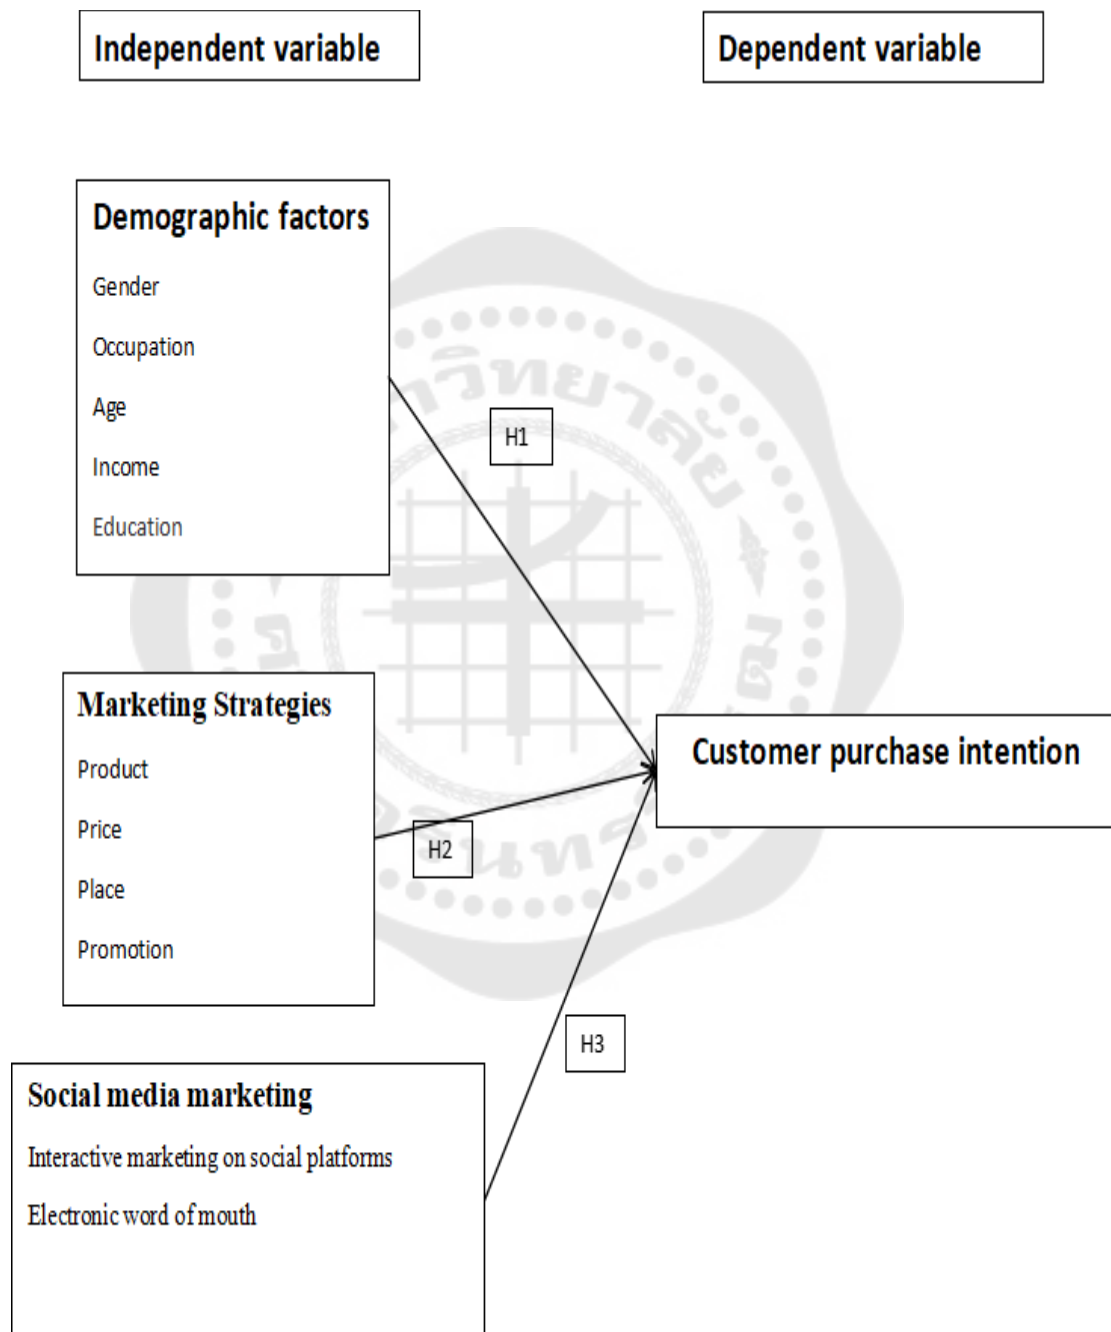 Independent variable
Dependent variable
Demographic factors
Gender
Occupation
Age
Income
Education
H1
Marketing Strategies
Product
Price
Place
Promotion
H2
Customer purchase intention
H3
Social media marketing
Interactive marketing on social platforms
Electronic word of mouth